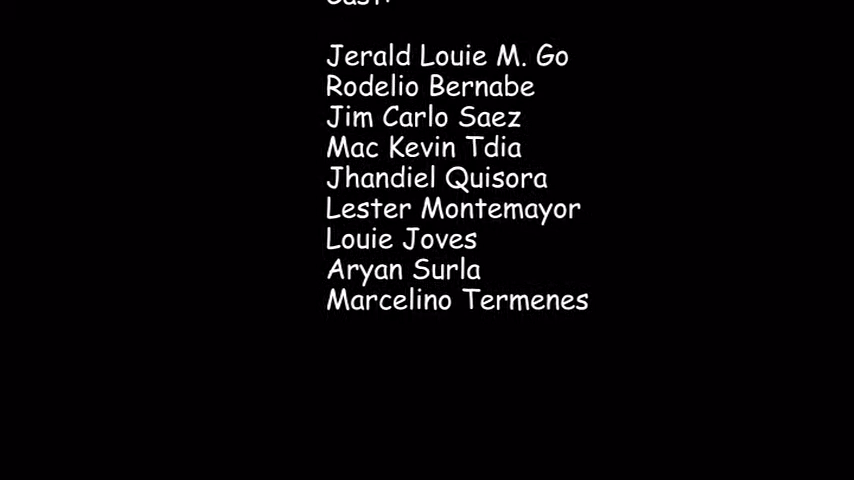 Cast:
Jerald Louie M. Go
Rodelio Bernabe
Jim Carlo Saez
Mac Kevin Tdia
Jhandiel Quisora
Lester Montemayor
Louie Joves
Aryan Surla
Marcelino Termenes